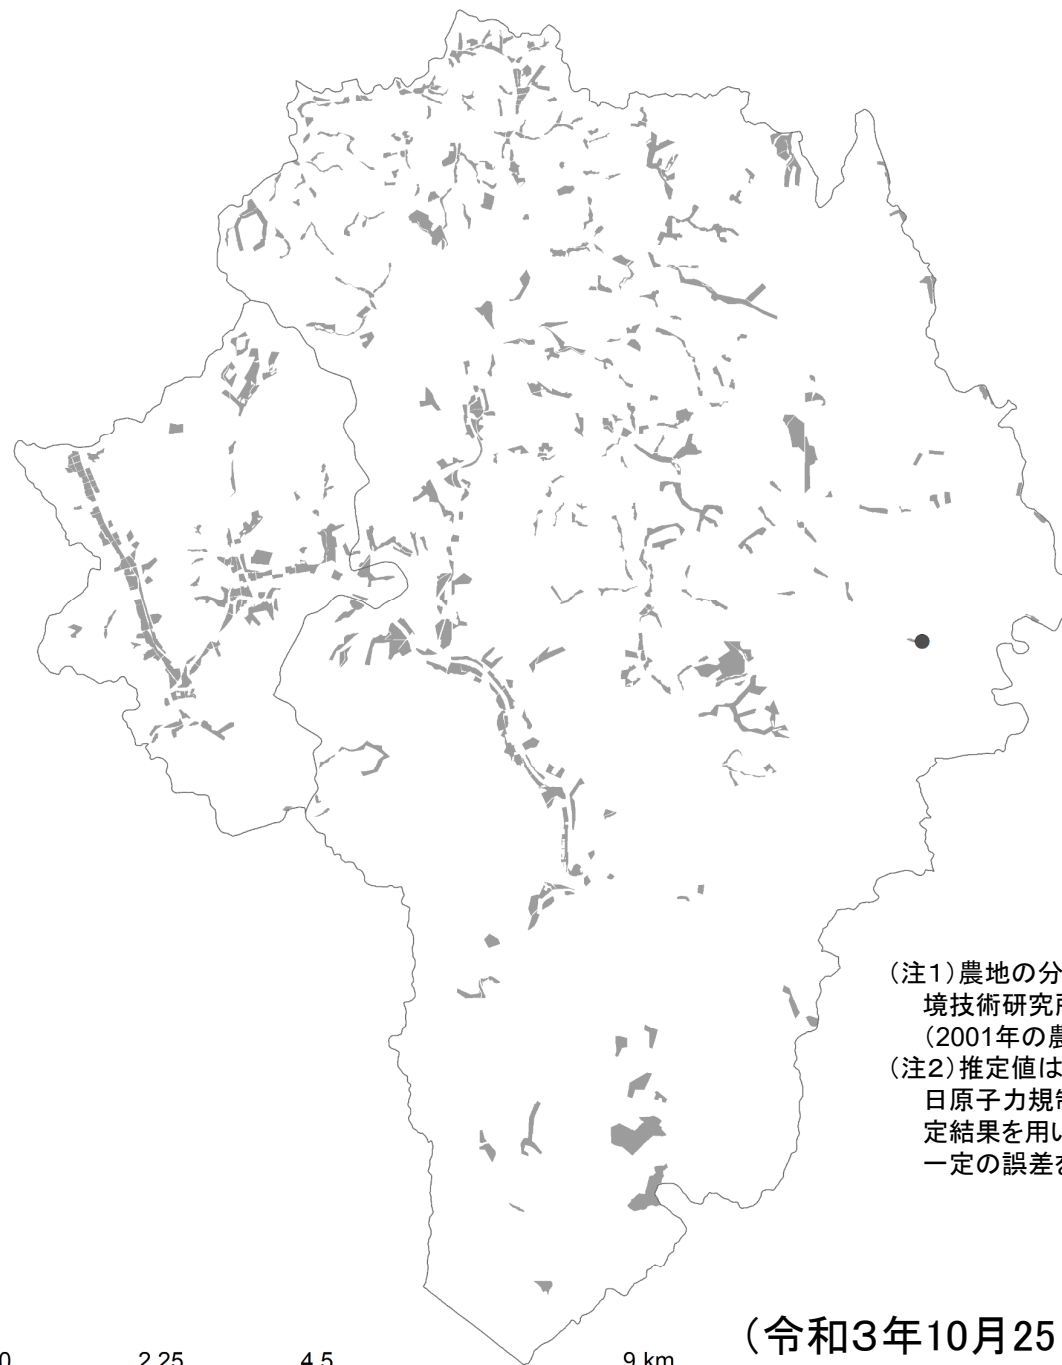 (注1)農地の分
境技術研究所
(2001年の農
(注2)推定値は
日原子力規制
定結果を用い
一定の誤差を
(令和3年10月25
0 2.25 4.5 9 km